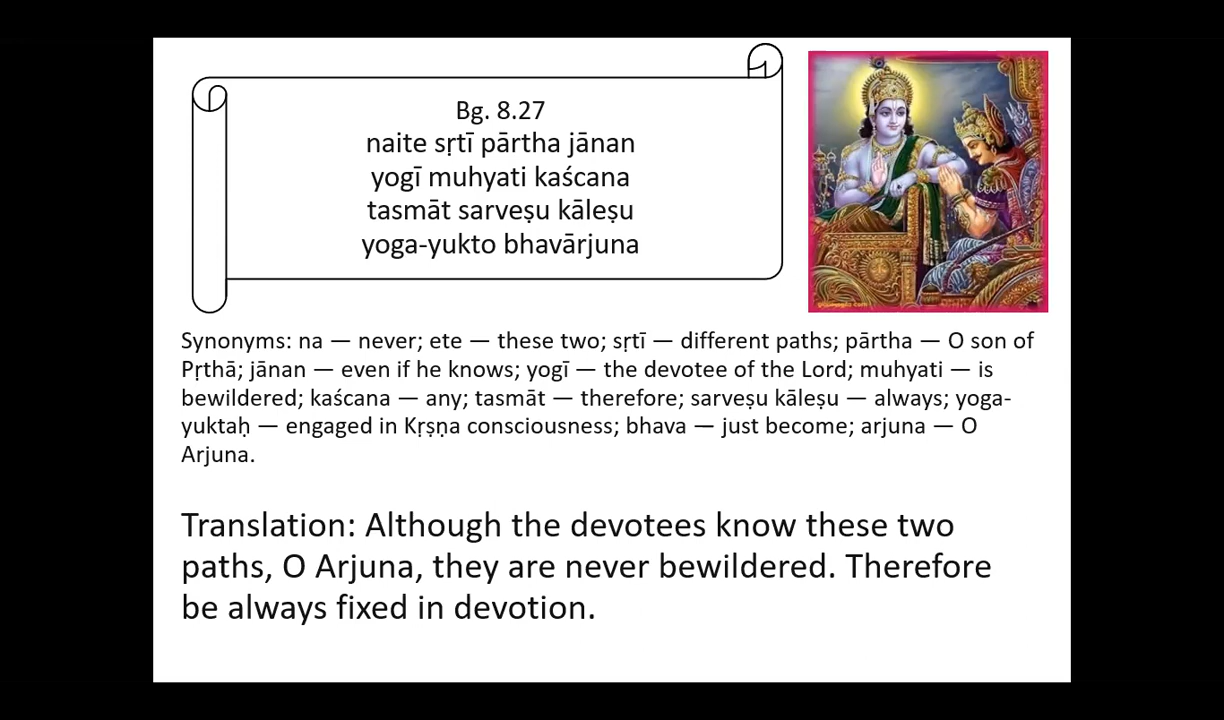 Bg. 8.27
naite sṛtī pārtha jānan
yogī muhyati kaścana
tasmāt sarveṣu kāleṣu
yoga-yukto bhavārjuna
Synonyms: na — never; ete — these two; sṛtī — different paths; pārtha — O son of
Pṛthā; jānan — even if he knows; yogī — the devotee of the Lord; muhyati — is
bewildered; kaścana — any; tasmāt — therefore; sarveṣu kāleṣu — always; yoga-
yuktaḥ — engaged in Kṛṣṇa consciousness; bhava — just become; arjuna — O
Arjuna.
Translation: Although the devotees know these two
paths, O Arjuna, they are never bewildered. Therefore
be always fixed in devotion.